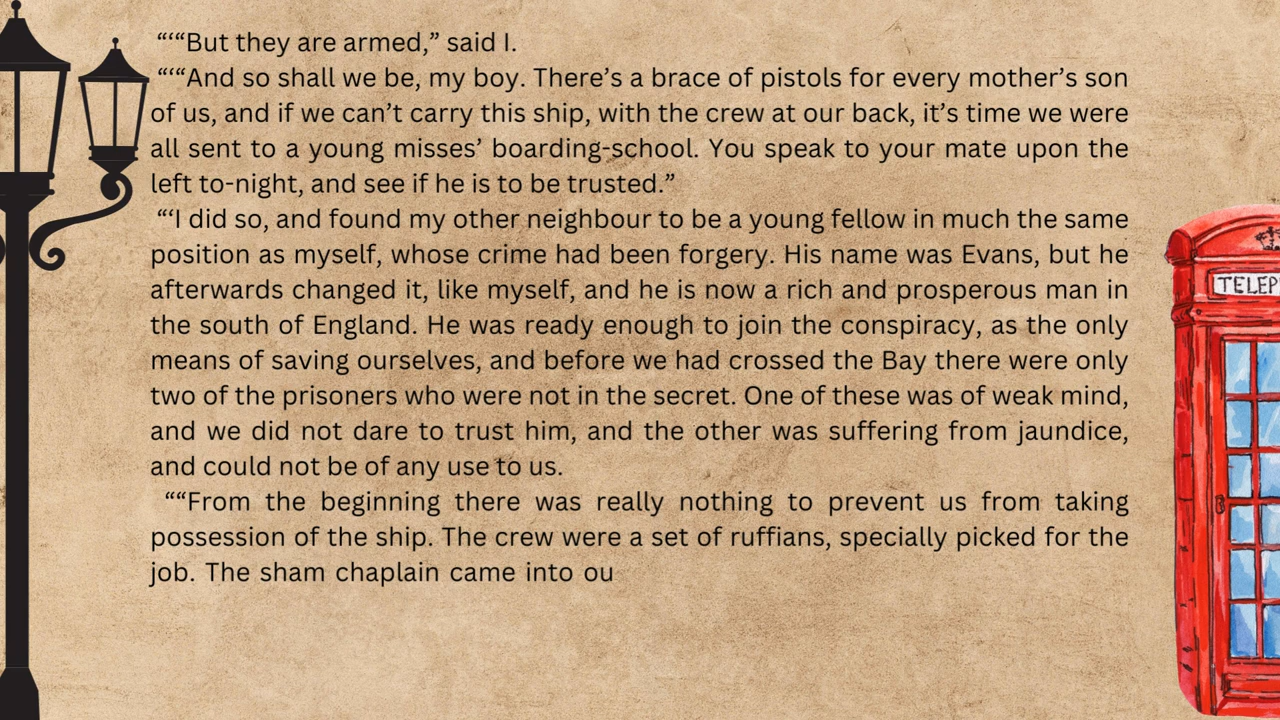 “‘“But they are armed,” said I.
“‘“And so shall we be, my boy. There’s a brace of pistols for every mother’s son
of us, and if we can’t carry this ship, with the crew at our back, it’s time we were
all sent to a young misses’ boarding-school. You speak to your mate upon the
left to-night, and see if he is to be trusted.”
“‘I did so, and found my other neighbour to be a young fellow in much the same
position as myself, whose crime had been forgery. His name was Evans, but he
afterwards changed it, like myself, and he is now a rich and prosperous man in
the south of England. He was ready enough to join the conspiracy, as the only
means of saving ourselves, and before we had crossed the Bay there were only
two of the prisoners who were not in the secret. One of these was of weak mind,
and we did not dare to trust him, and the other was suffering from jaundice,
and could not be of any use to us.
““From the beginning there was really nothing to prevent us from taking
possession of the ship. The crew were a set of ruffians, specially picked for the
job. The sham chaplain came into ou
TELEP